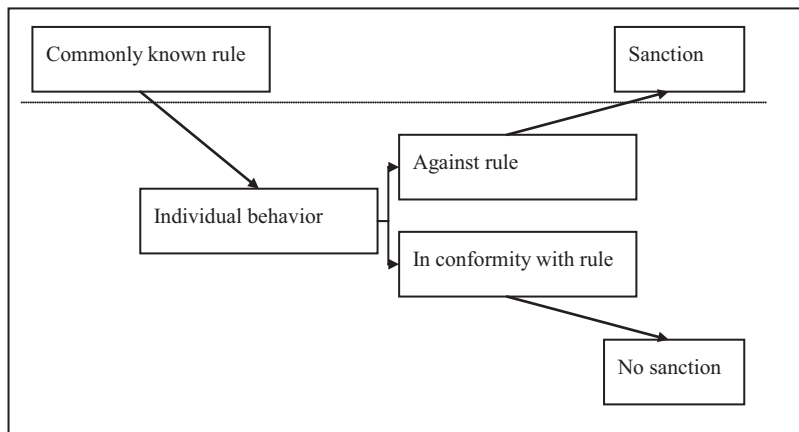 Commonly known rule
Sanction
Against rule
Individual behavior
In conformity with rule
No sanction